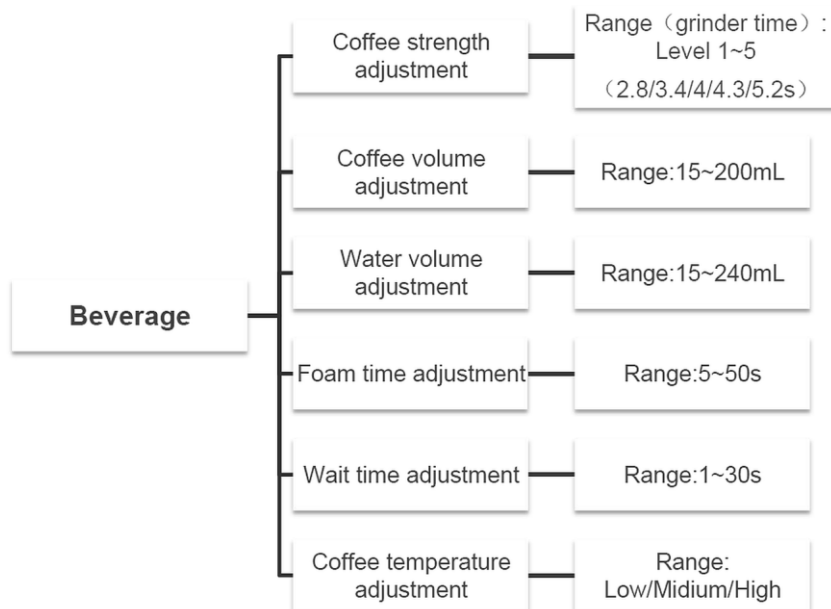 Beverage
Coffee strength
adjustment
Range（grinder time）:
Level 1~5
（2.8/3.4/4/4.3/5.2s）
Coffee volume
adjustment
Range:15~200mL
Water volume
adjustment
Range:15~240mL
Foam time adjustment
Range:5~50s
Wait time adjustment
Range:1~30s
Coffee temperature
adjustment
Range:
Low/Midium/High